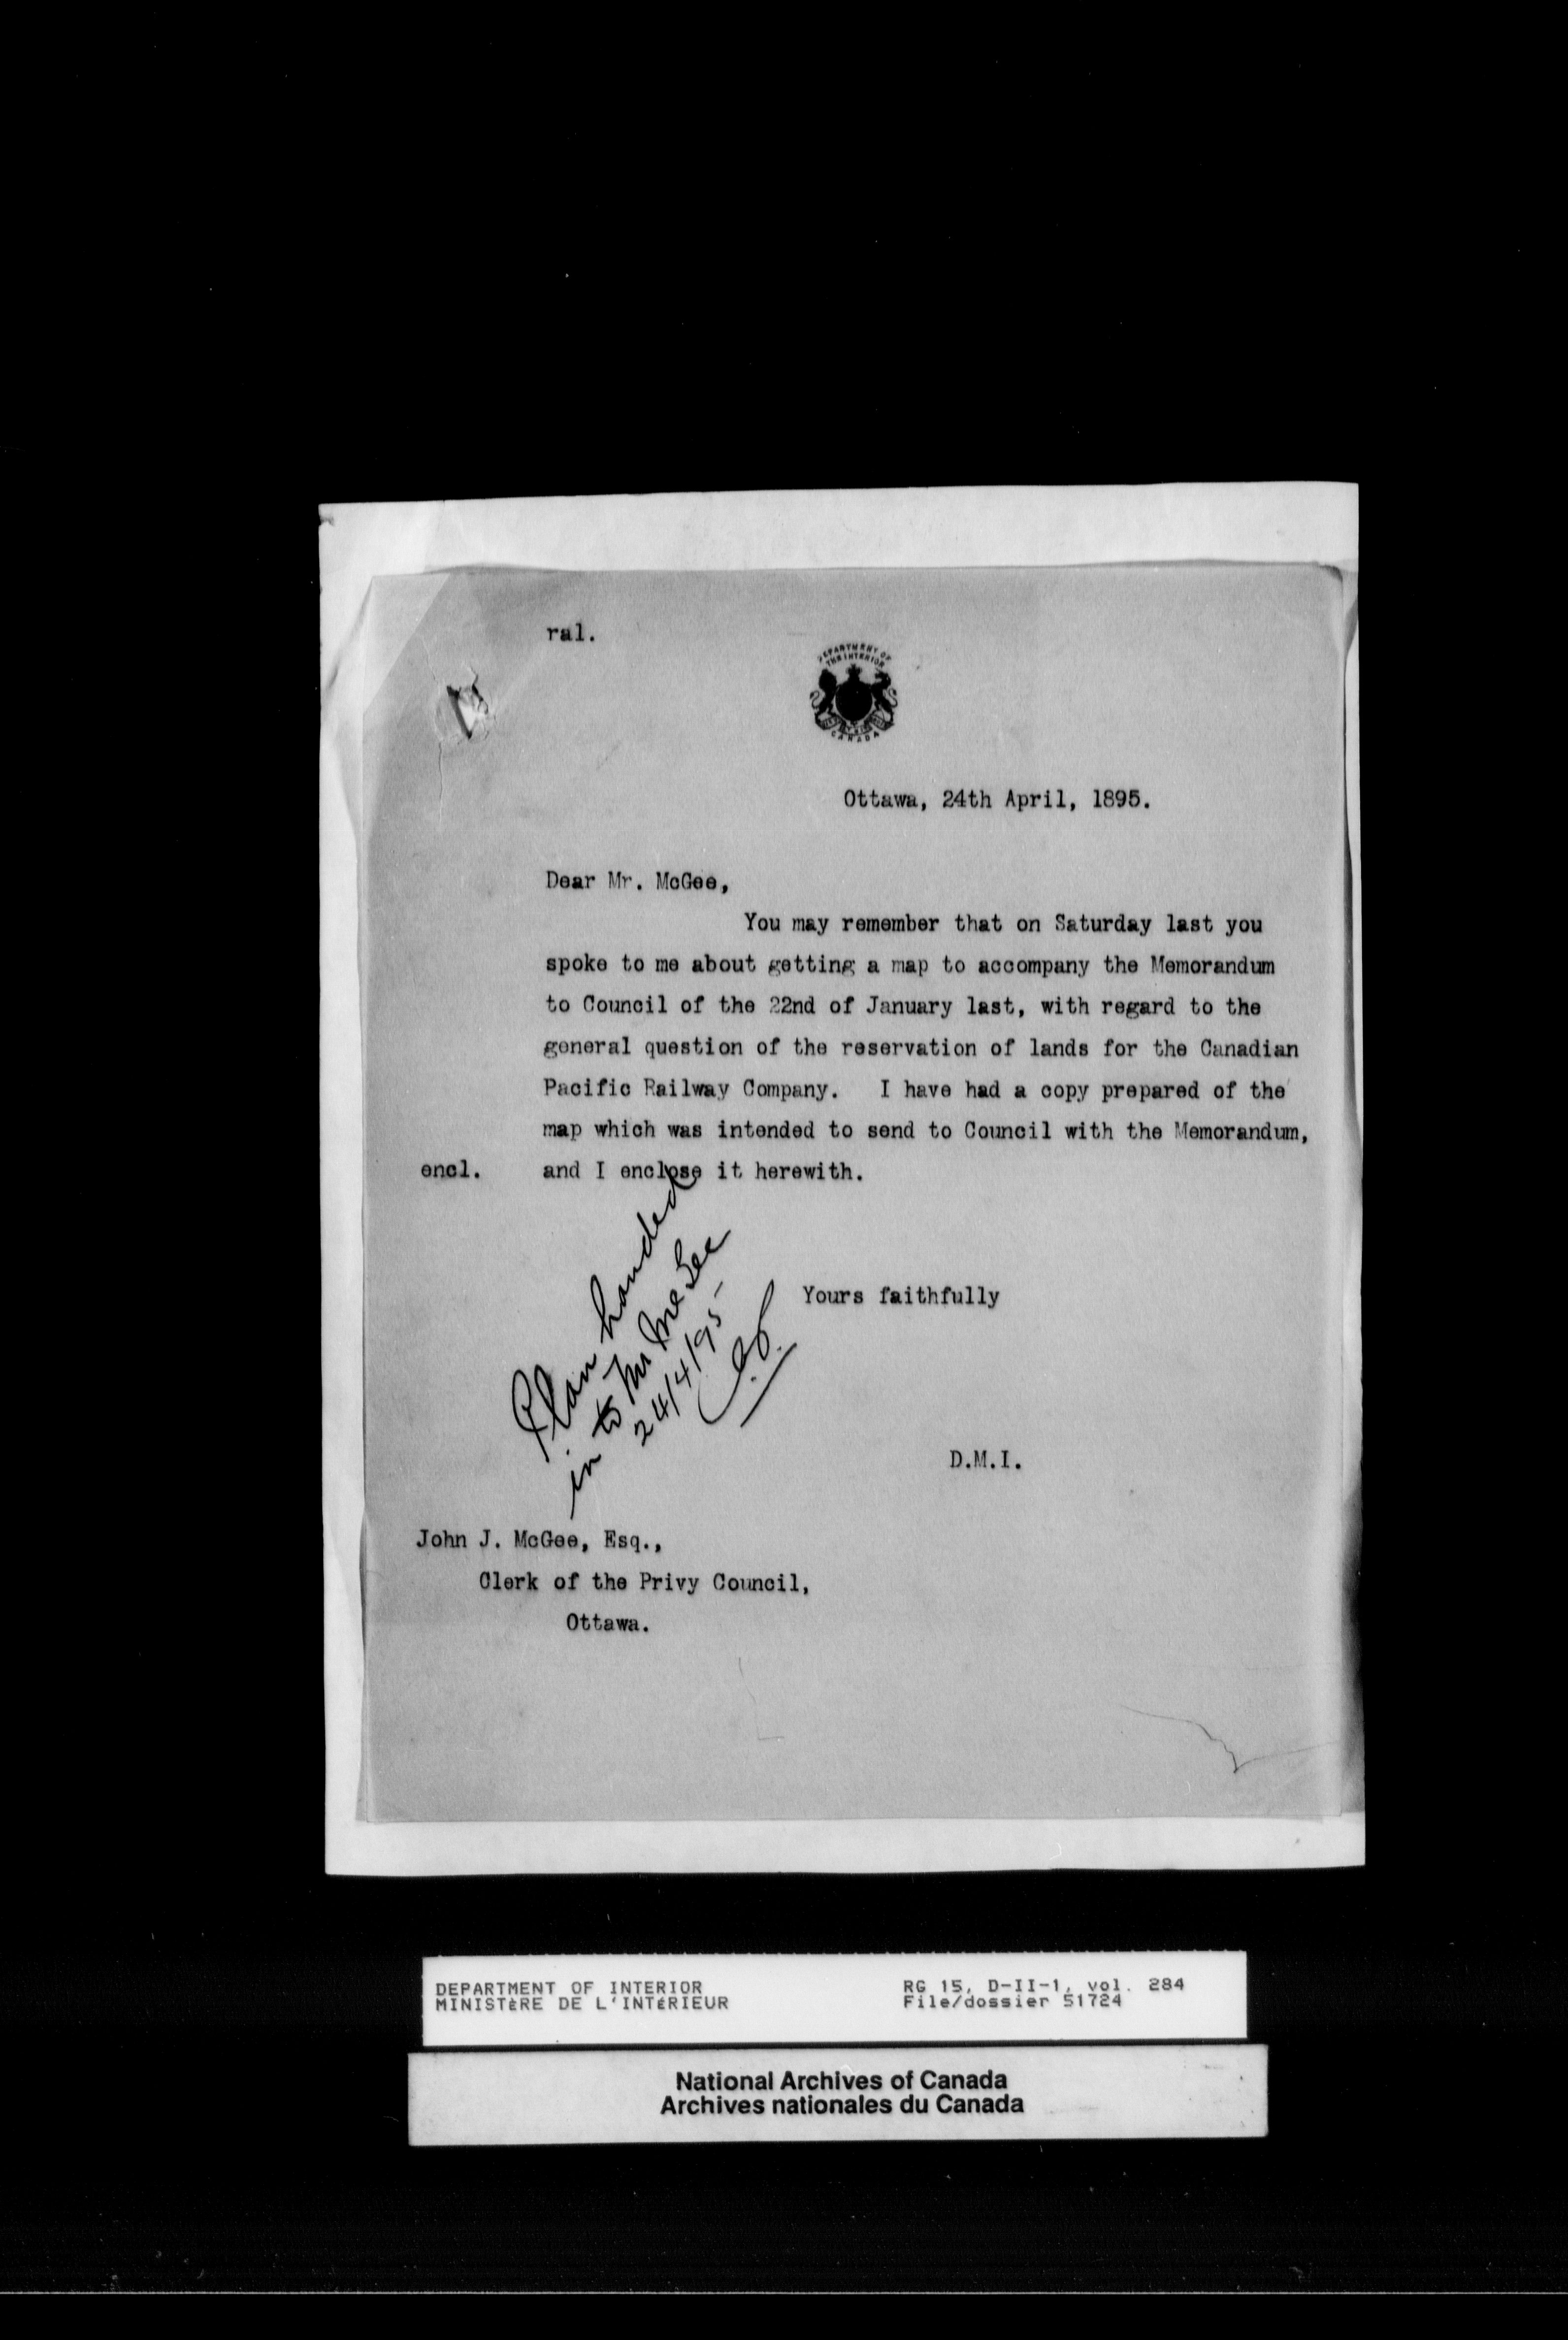 ral.
DEPARTMENT OF
THE INTERIOR
CANADA
Ottawa, 24th April, 1895.
Dear Mr. McGee,
You may remember that on Saturday last you
spoke to me about getting a map to accompany the Memorandum
to Council of the 22nd of January last, with regard to the
general question of the reservation of lands for the Canadian
Pacific Railway Company. I have had a copy prepared of the
map which was intended to send to Council with the Memorandum,
encl. and I enclose it herewith.
Plan handed
in to Mr McGee
24/4/95
Yours faithfully
D.M.I.
John J. McGee, Esq.,
Clerk of the Privy Council,
Ottawa.
DEPARTMENT OF INTERIOR RG 15, D-II-1, vol. 284
MINISTÈRE DE L'INTÉRIEUR File/dossier 51724
National Archives of Canada
Archives nationales du Canada